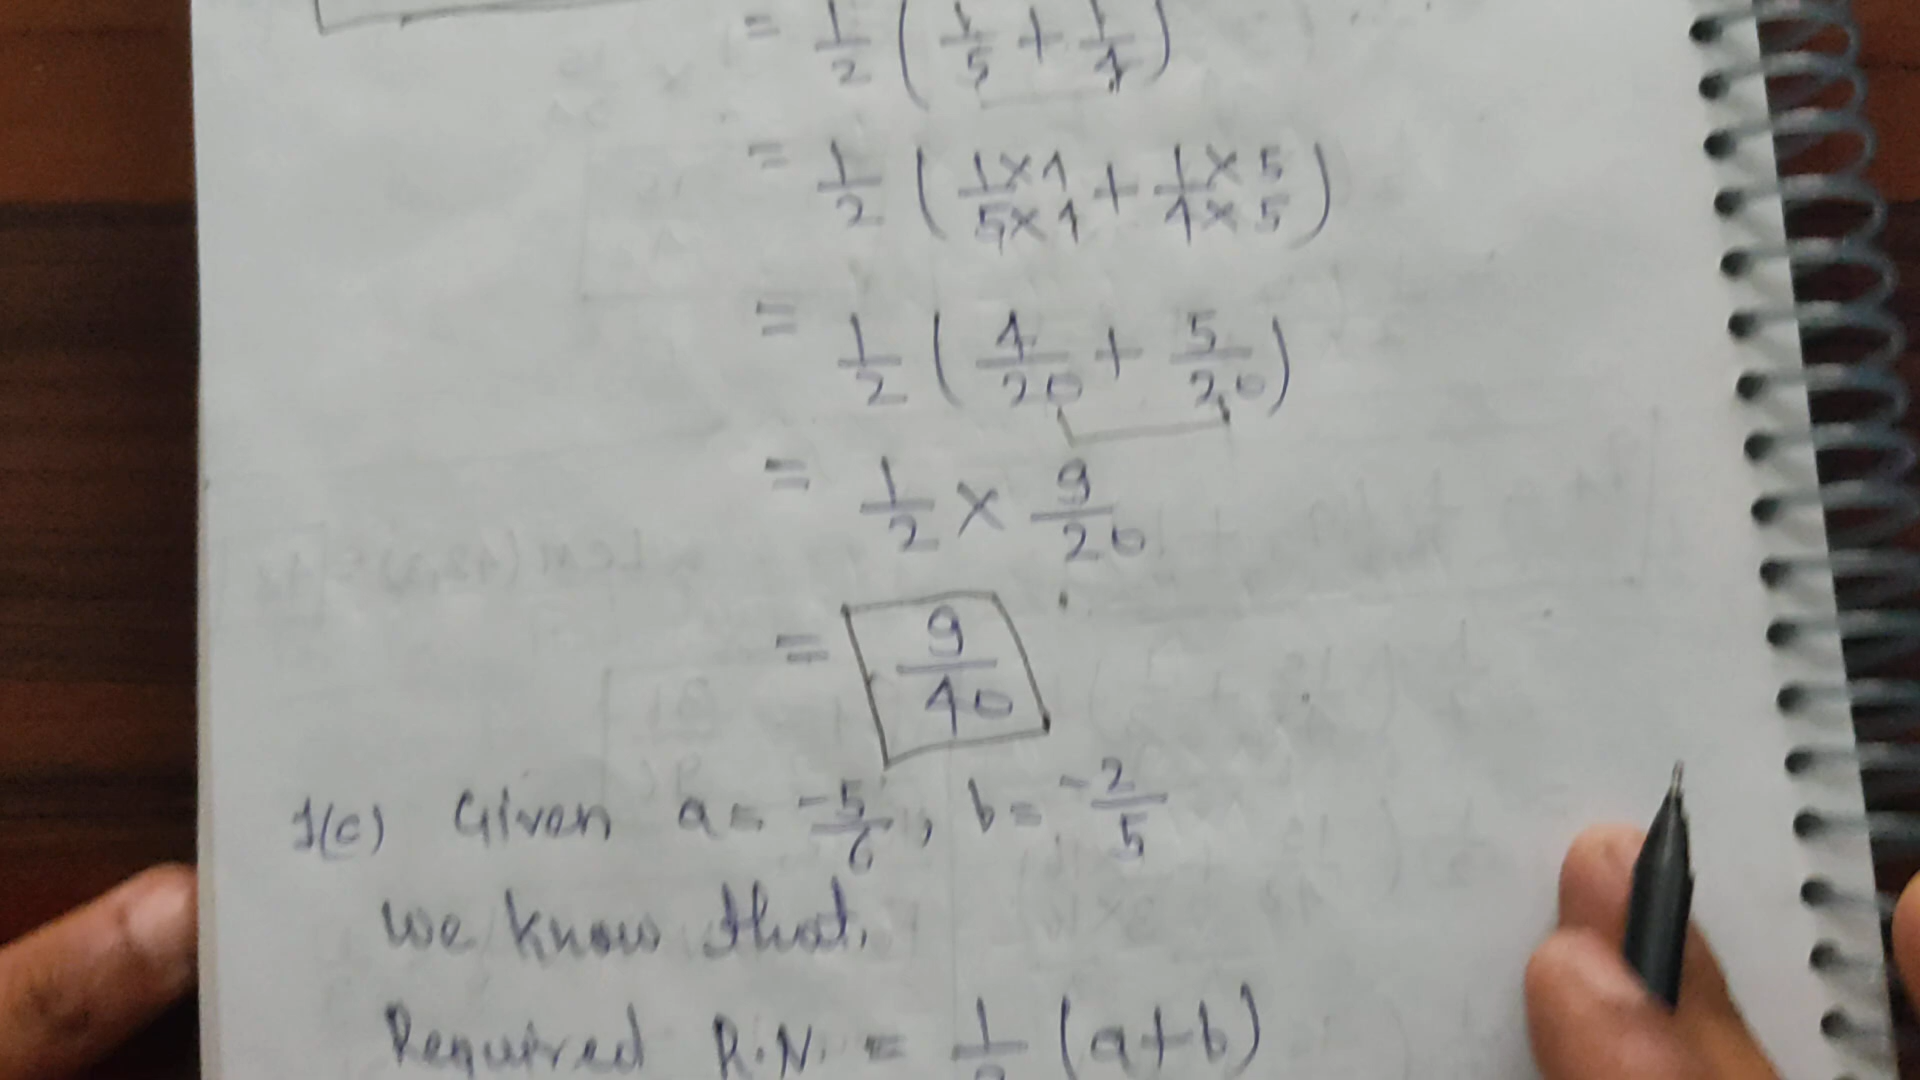 = 1/2 ( 1/5 + 1/4 )
= 1/2 ( 1×4/5×4 + 1×5/4×5 )
= 1/2 ( 4/20 + 5/20 )
= 1/2 × 9/20
= 9/40
1(c) Given a = -5/6, b = -2/5
We know that,
Required R.N. = 1/2 (a+b)